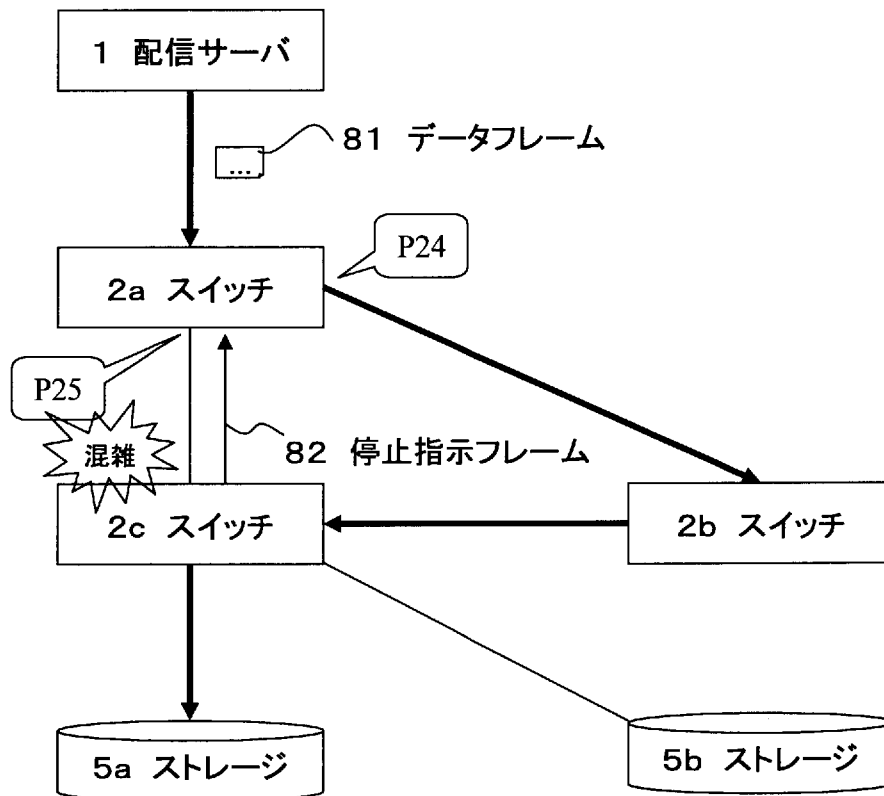 1 配信サーバ
81 データフレーム
...
P24
2a スイッチ
P25
混雑
82 停止指示フレーム
2c スイッチ
2b スイッチ
5a ストレージ
5b ストレージ